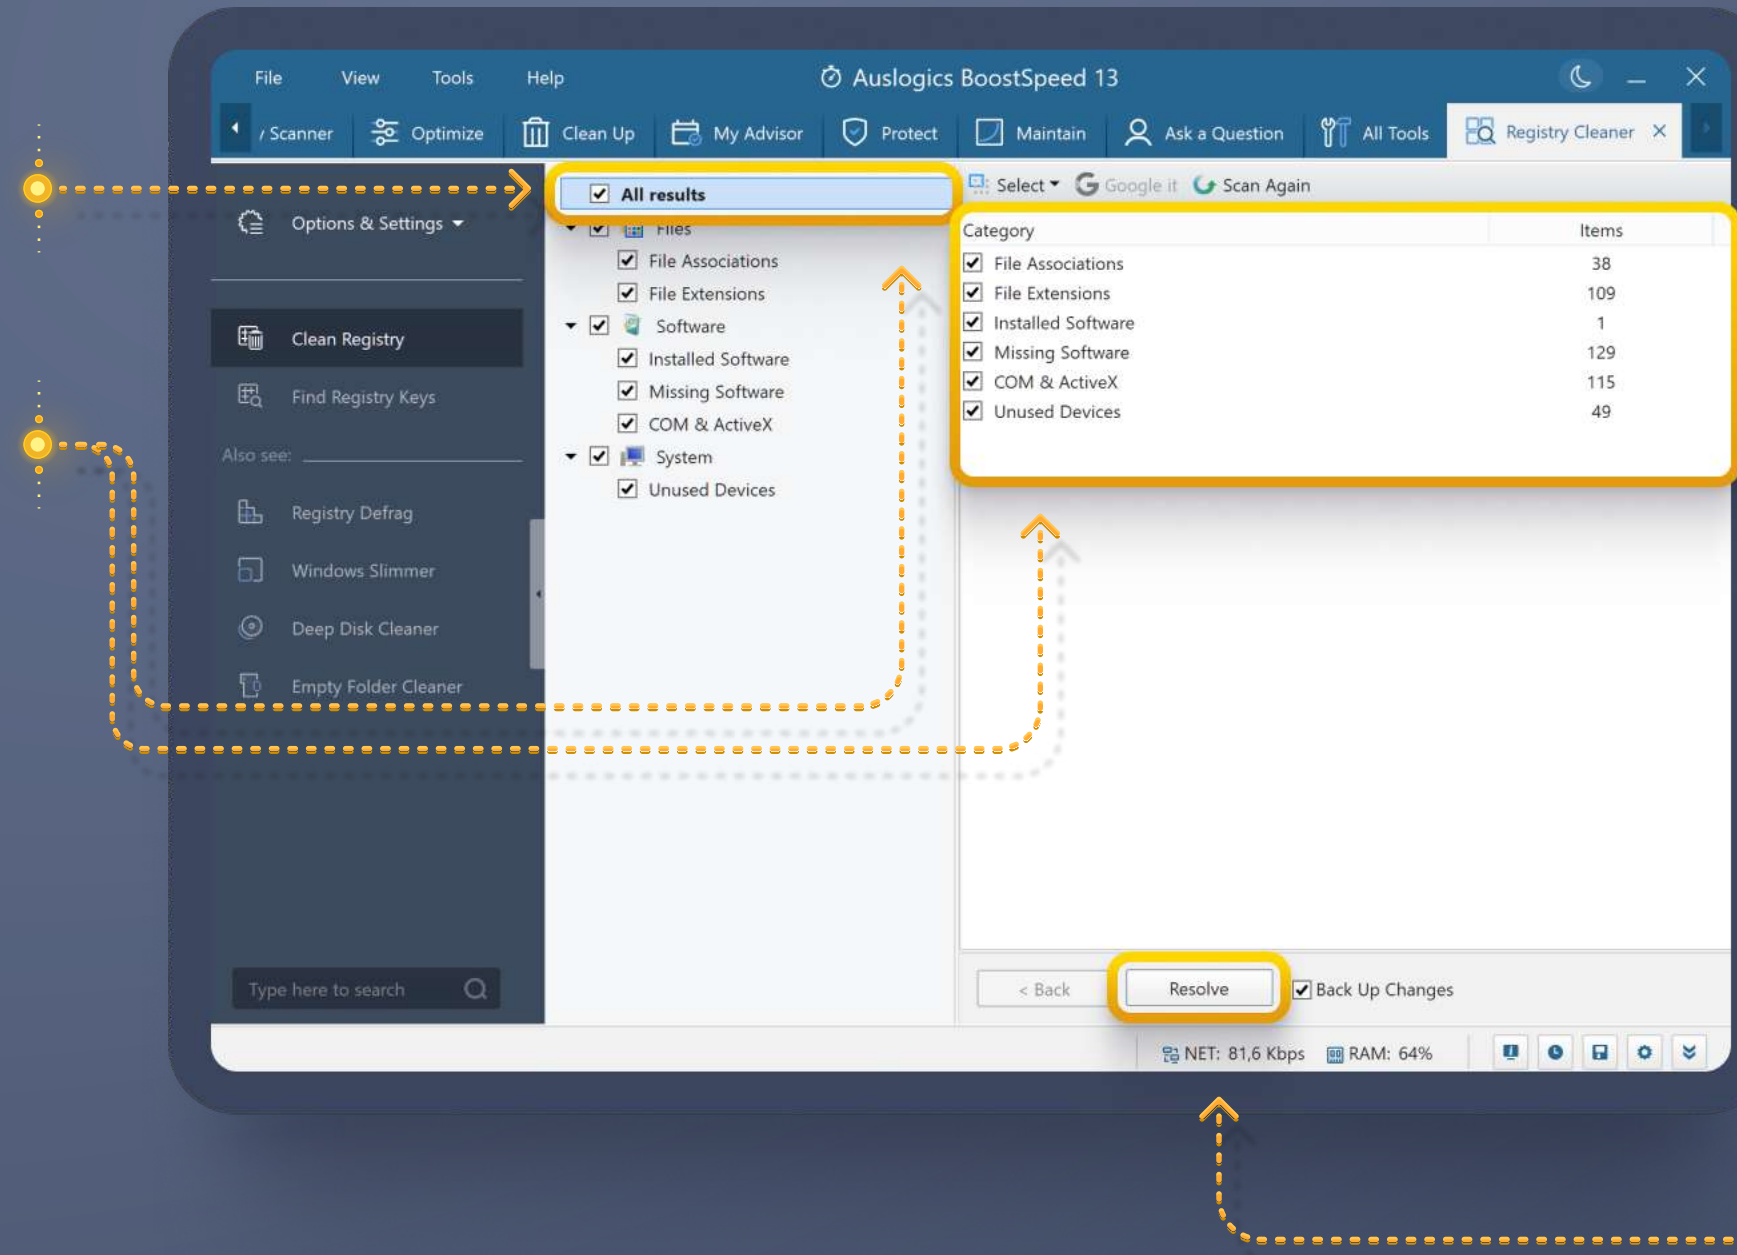 File View Tools Help Auslogics BoostSpeed 13
/ Scanner Optimize Clean Up My Advisor Protect Maintain Ask a Question All Tools Registry Cleaner
Options & Settings
Clean Registry
Find Registry Keys
Also see:
Registry Defrag
Windows Slimmer
Deep Disk Cleaner
Empty Folder Cleaner
Type here to search
All results
Files
File Associations
File Extensions
Software
Installed Software
Missing Software
COM & ActiveX
System
Unused Devices
Select Google it Scan Again
Category Items
File Associations 38
File Extensions 109
Installed Software 1
Missing Software 129
COM & ActiveX 115
Unused Devices 49
< Back Resolve Back Up Changes
NET: 81,6 Kbps RAM: 64%